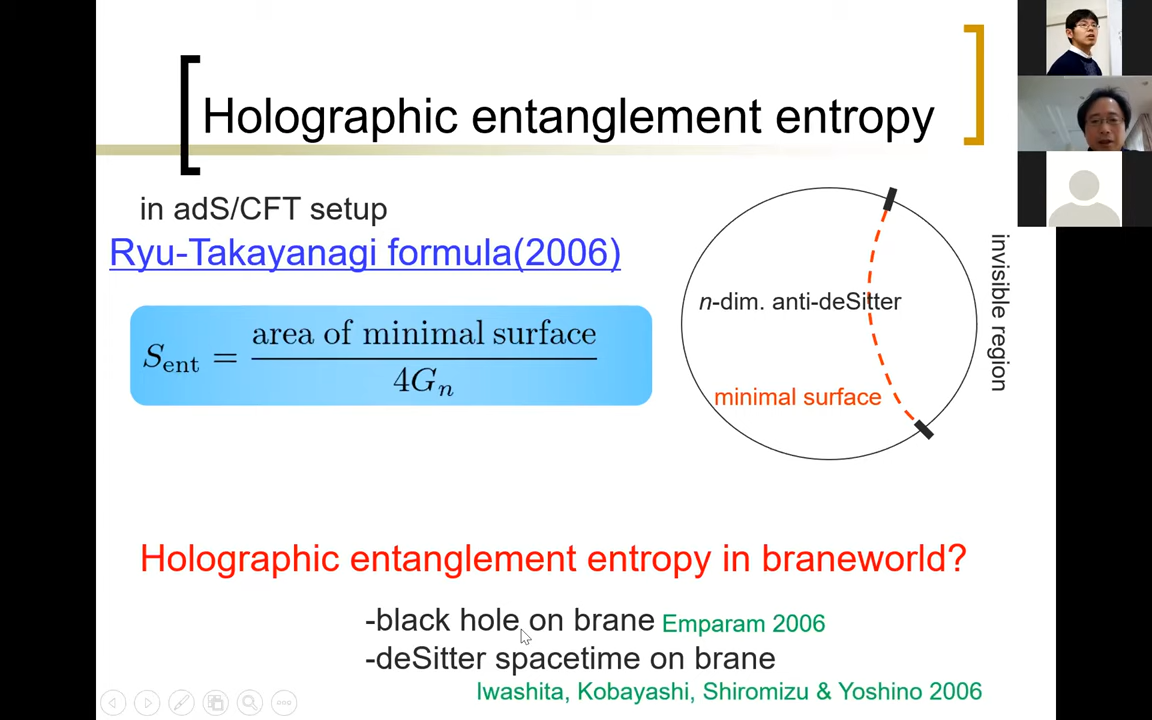 Holographic entanglement entropy
in adS/CFT setup
Ryu-Takayanagi formula(2006)
S_ent = area of minimal surface / 4G_n
n-dim. anti-deSitter
minimal surface
invisible region
Holographic entanglement entropy in braneworld?
-black hole on brane Emparam 2006
-deSitter spacetime on brane
Iwashita, Kobayashi, Shiromizu & Yoshino 2006